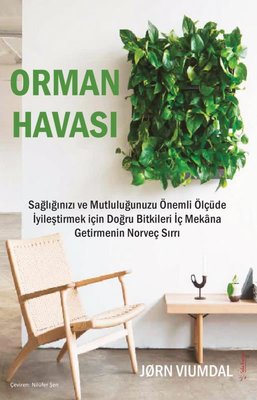 ORMAN
HAVASI
Sağlığınızı ve Mutluluğunuzu Önemli Ölçüde
İyileştirmek için Doğru Bitkileri İç Mekâna
Getirmenin Norveç Sırrı
JØRN VIUMDAL
Çeviren: Nilüfer Şen